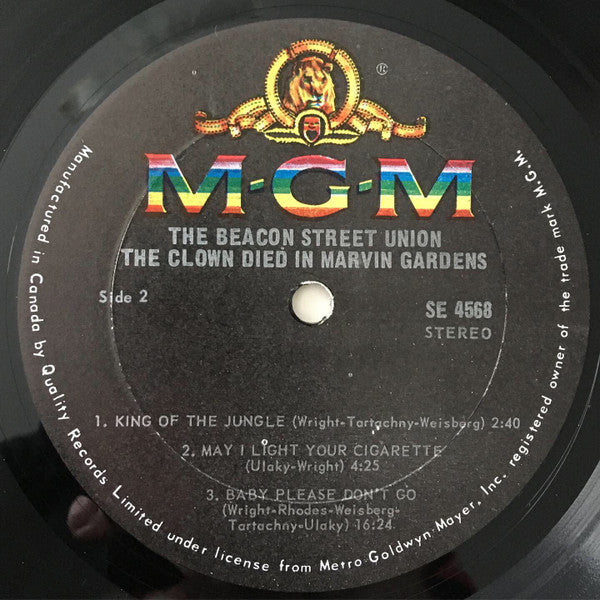 ®
M-G-M
THE BEACON STREET UNION
THE CLOWN DIED IN MARVIN GARDENS
Side 2
SE 4568
STEREO
1. KING OF THE JUNGLE (Wright-Tartachny-Weisberg) 2:40
2. MAY I LIGHT YOUR CIGARETTE
(Ulaky-Wright) 4:25
3. BABY PLEASE DON'T GO
(Wright-Rhodes-Weisberg-
Tartachny-Ulaky) 16:24
Manufactured in Canada by Quality Records Limited under license from Metro-Goldwyn-Mayer, Inc. registered owner of the trade mark M.G.M.